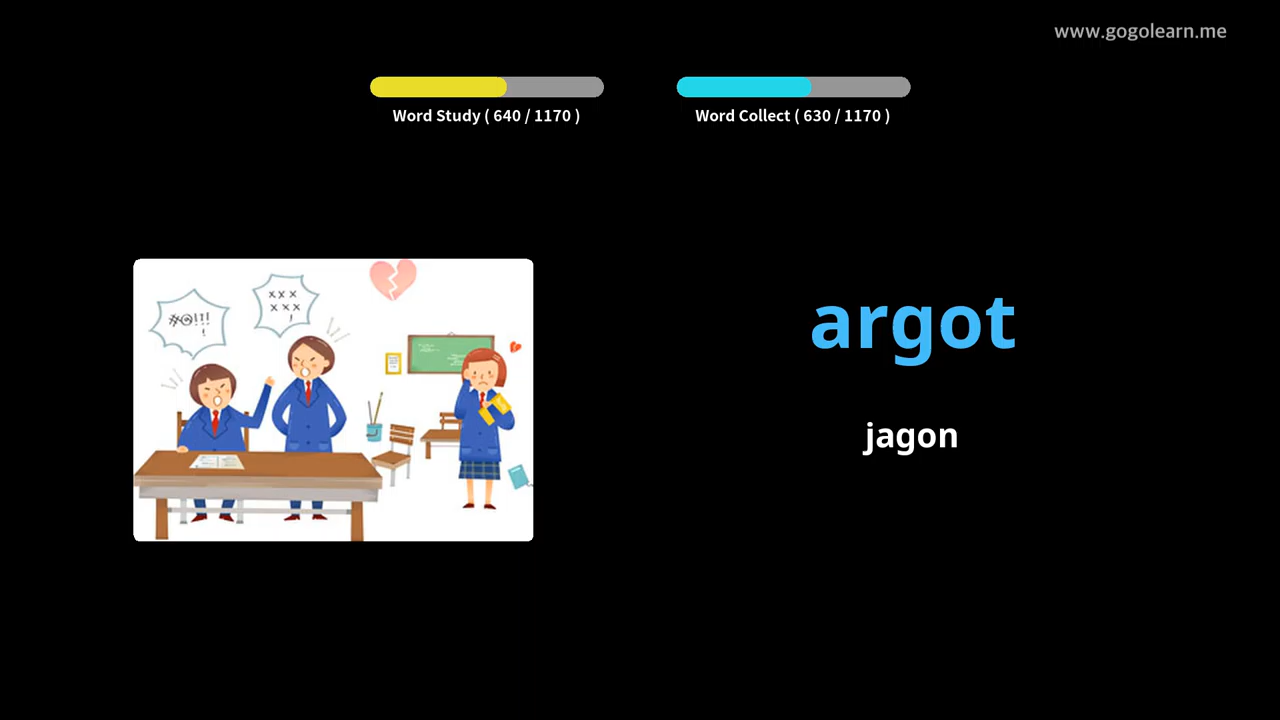 www.gogolearn.me
Word Study ( 640 / 1170 )
Word Collect ( 630 / 1170 )
#@!!!
!
x x x
x x x
!
argot
jagon